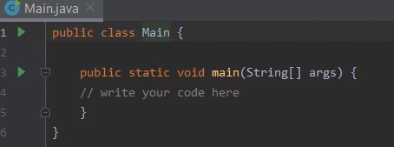 Main.java
1 public class Main {
2
3 public static void main(String[] args) {
4 // write your code here
5 }
6 }